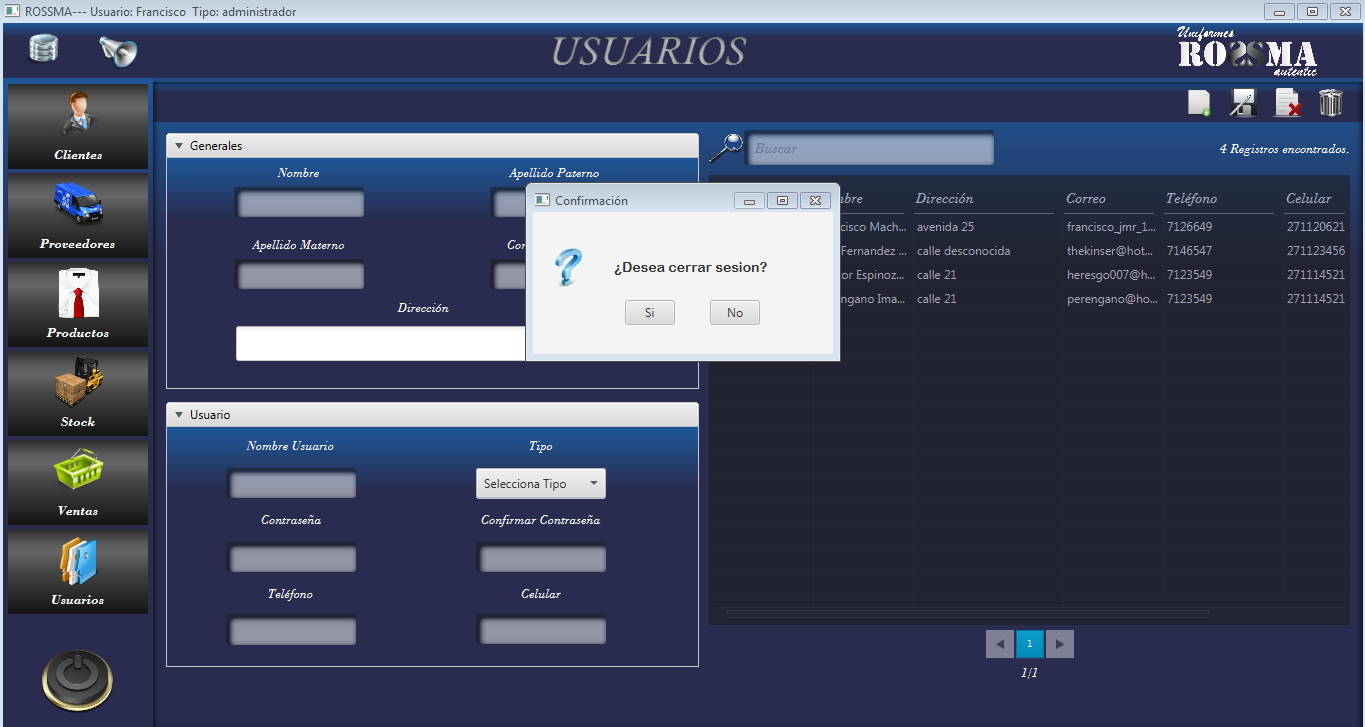 ROSSMA--- Usuario: Francisco Tipo: administrador
USUARIOS
Uniformes
ROSSMA
autentic
Clientes
Proveedores
Productos
Stock
Ventas
Usuarios
Generales
Nombre
Apellido Paterno
Apellido Materno
Dirección
Usuario
Nombre Usuario
Tipo
Selecciona Tipo
Contraseña
Confirmar Contraseña
Teléfono
Celular
Confirmación
¿Desea cerrar sesion?
Si No
Buscar
4 Registros encontrados.
Dirección Correo Teléfono Celular
cisco Mach... avenida 25 francisco_jmr_1... 7126649 271120621
Fernandez ... calle desconocida thekinser@hot... 7146547 271123456
tor Espinoz... calle 21 heresgo007@h... 7123549 271114521
ngano Ima... calle 21 perengano@ho... 7123549 271114521
1
1/1